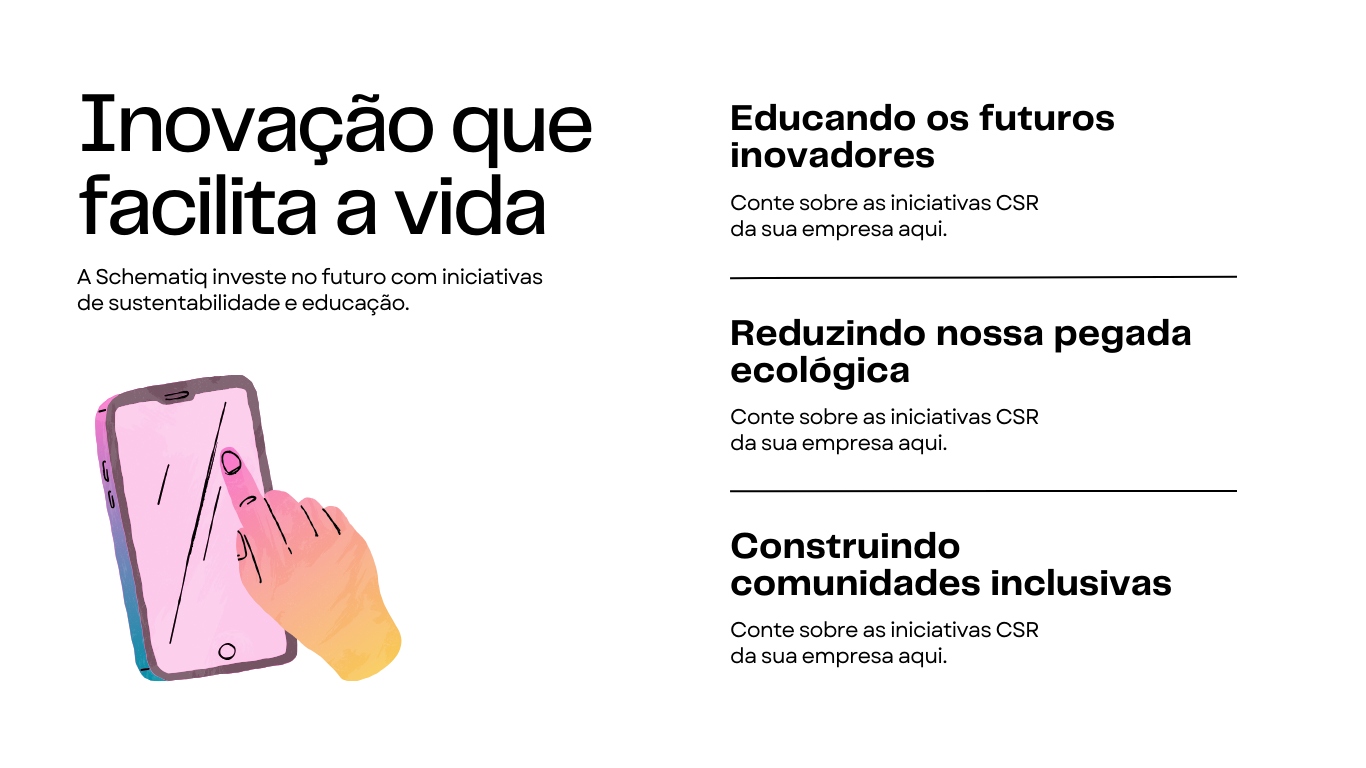 Inovação que
facilita a vida
A Schematiq investe no futuro com iniciativas
de sustentabilidade e educação.
Educando os futuros
inovadores
Conte sobre as iniciativas CSR
da sua empresa aqui.
Reduzindo nossa pegada
ecológica
Conte sobre as iniciativas CSR
da sua empresa aqui.
Construindo
comunidades inclusivas
Conte sobre as iniciativas CSR
da sua empresa aqui.